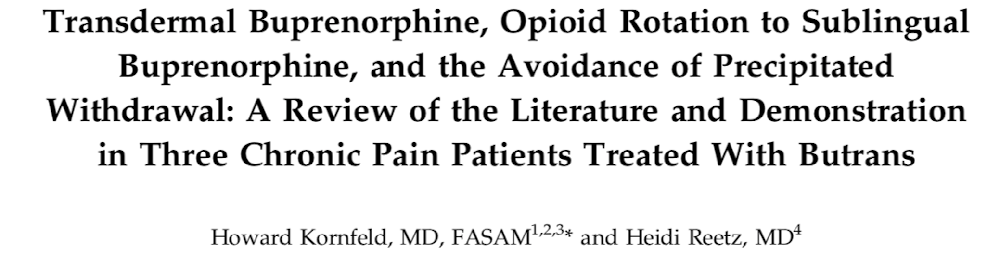 Transdermal Buprenorphine, Opioid Rotation to Sublingual
Buprenorphine, and the Avoidance of Precipitated
Withdrawal: A Review of the Literature and Demonstration
in Three Chronic Pain Patients Treated With Butrans
Howard Kornfeld, MD, FASAM1,2,3* and Heidi Reetz, MD4